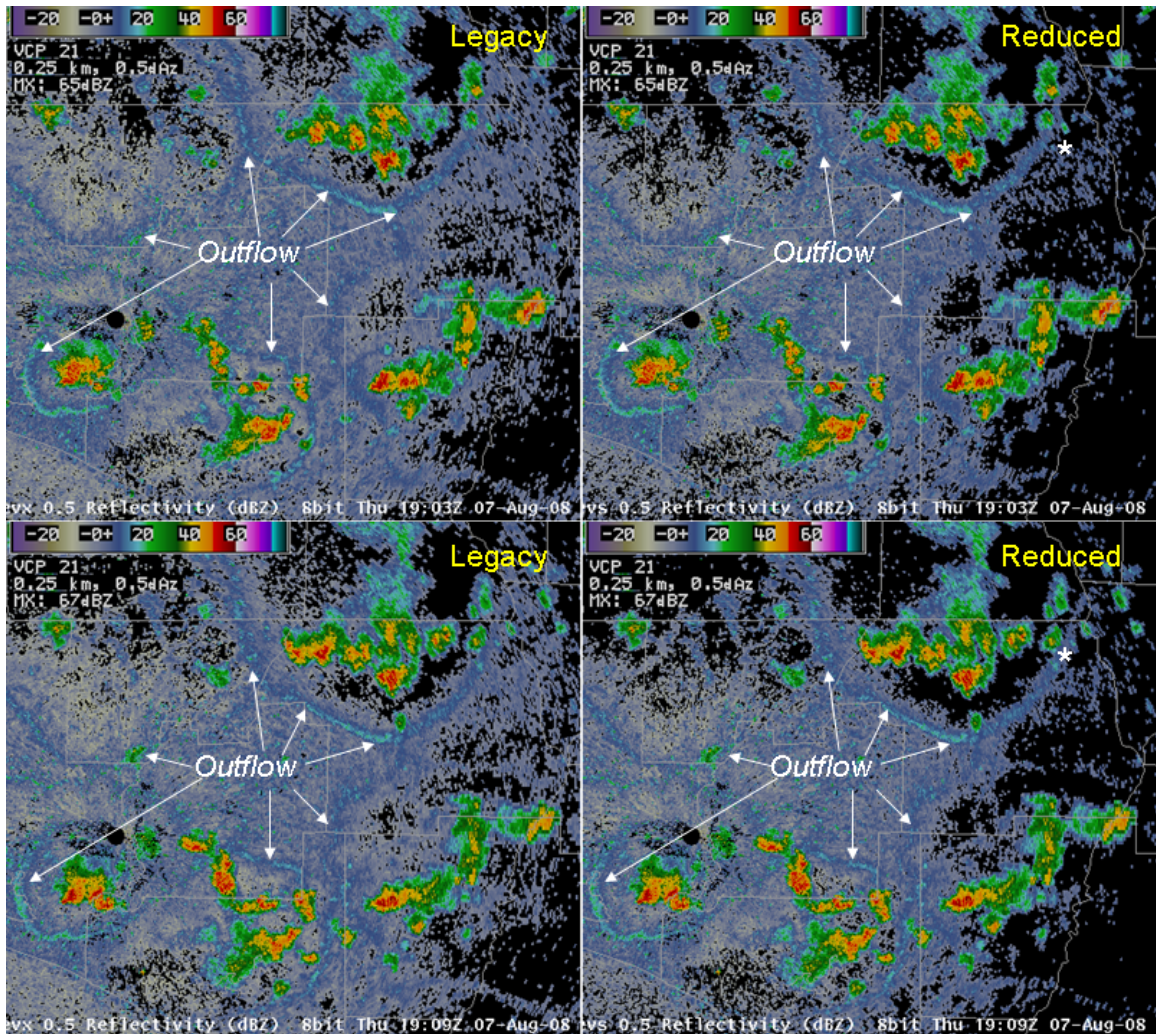 -20 -0+ 20 40 60
Legacy
VCP 21
0.25 km, 0.5dAz
MX: 65dBZ
Outflow
evx 0.5 Reflectivity (dBZ) 8bit Thu 19:03Z 07-Aug-08
-20 -0+ 20 40 60
Reduced
VCP 21
0.25 km, 0.5dAz
MX: 65dBZ
*
Outflow
evs 0.5 Reflectivity (dBZ) 8bit Thu 19:03Z 07-Aug-08
-20 -0+ 20 40 60
Legacy
VCP 21
0.25 km, 0.5dAz
MX: 67dBZ
Outflow
evx 0.5 Reflectivity (dBZ) 8bit Thu 19:09Z 07-Aug-08
-20 -0+ 20 40 60
Reduced
VCP 21
0.25 km, 0.5dAz
MX: 67dBZ
*
Outflow
evs 0.5 Reflectivity (dBZ) 8bit Thu 19:09Z 07-Aug-08